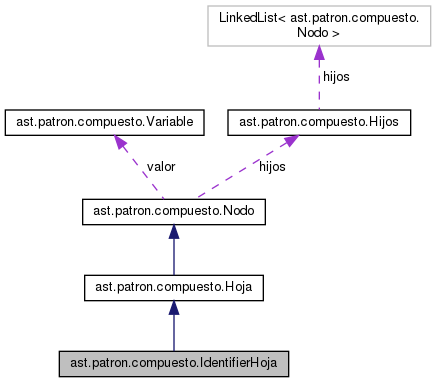 LinkedList< ast.patron.compuesto.
Nodo >
hijos
ast.patron.compuesto.Variable
ast.patron.compuesto.Hijos
valor
hijos
ast.patron.compuesto.Nodo
ast.patron.compuesto.Hoja
ast.patron.compuesto.IdentifierHoja